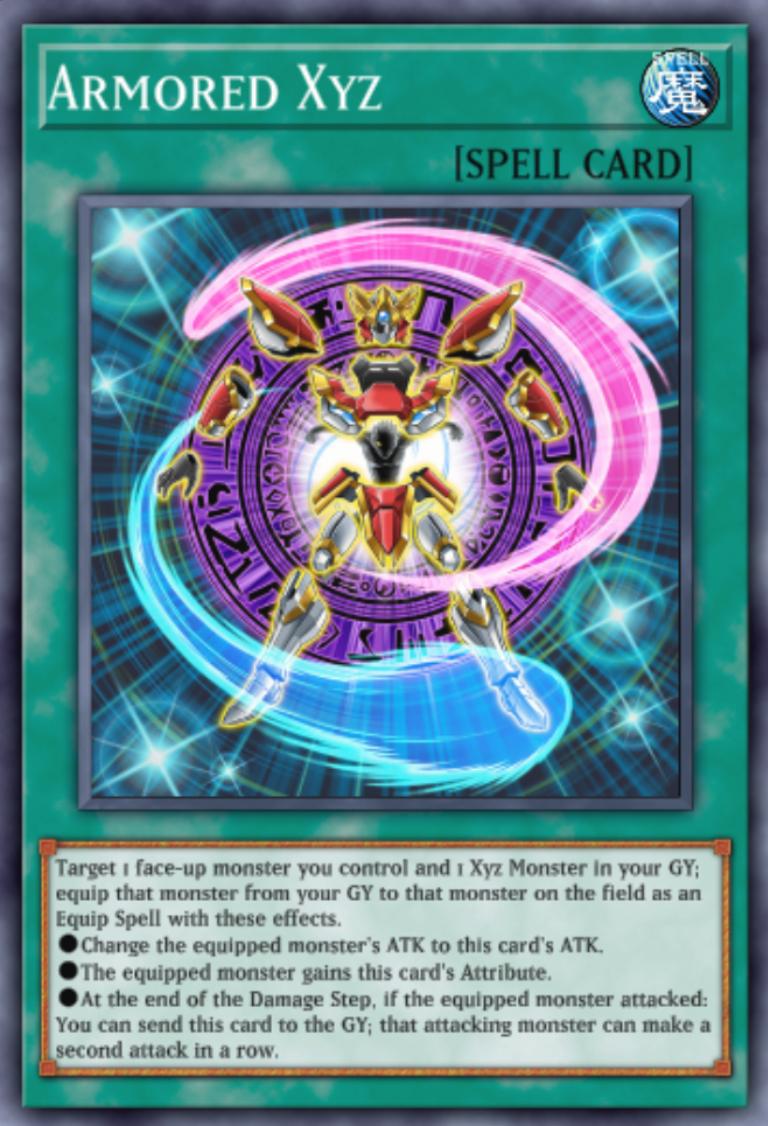 Armored Xyz
SPELL
魔
[SPELL CARD]
Target 1 face-up monster you control and 1 Xyz Monster in your GY;
equip that monster from your GY to that monster on the field as an
Equip Spell with these effects.
●Change the equipped monster's ATK to this card's ATK.
●The equipped monster gains this card's Attribute.
●At the end of the Damage Step, if the equipped monster attacked:
You can send this card to the GY; that attacking monster can make a
second attack in a row.